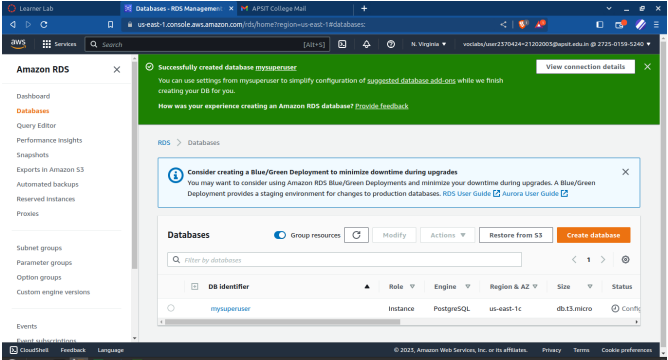 Learner Lab
Databases - RDS Management
APSIT College Mail
us-east-1.console.aws.amazon.com/rds/home?region=us-east-1#databases:
aws
Services
Search
[Alt+S]
N. Virginia
voclabs/user2370424=21202003@apsit.edu.in @ 2725-0159-5240
Amazon RDS
Dashboard
Databases
Query Editor
Performance insights
Snapshots
Exports in Amazon S3
Automated backups
Reserved instances
Proxies
Subnet groups
Parameter groups
Option groups
Custom engine versions
Events
Event subscriptions
Successfully created database mysuperuser
You can use settings from mysuperuser to simplify configuration of suggested database add-ons while we finish
creating your DB for you.
How was your experience creating an Amazon RDS database? Provide feedback
View connection details
RDS > Databases
Consider creating a Blue/Green Deployment to minimize downtime during upgrades
You may want to consider using Amazon RDS Blue/Green Deployments and minimize your downtime during upgrades. A Blue/Green
Deployment provides a staging environment for changes to production databases. RDS User Guide Aurora User Guide
Databases
Group resources
Modify
Actions
Restore from S3
Create database
Filter by databases
1
DB identifier
Role
Engine
Region & AZ
Size
Status
mysuperuser
Instance
PostgreSQL
us-east-1c
db.t3.micro
Config
CloudShell
Feedback
Language
© 2023, Amazon Web Services, Inc. or its affiliates.
Privacy
Terms
Cookie preferences